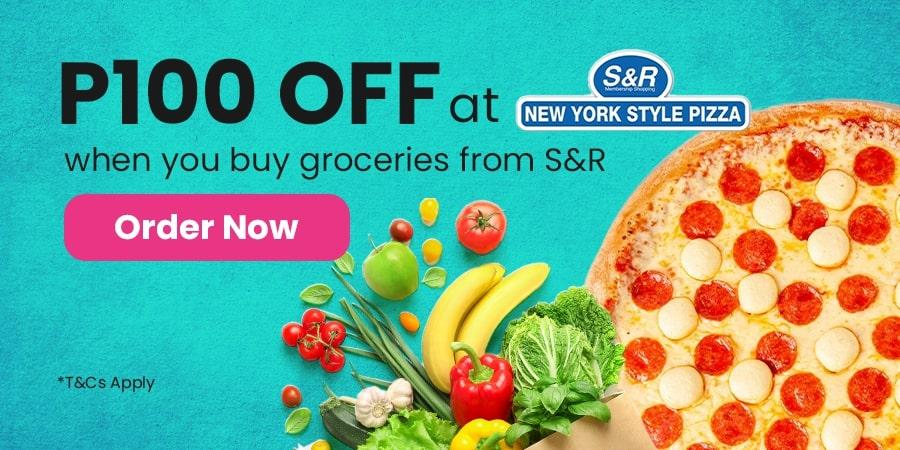 P100 OFF at
S&R
Membership Shopping
NEW YORK STYLE PIZZA
when you buy groceries from S&R
Order Now
*T&Cs Apply